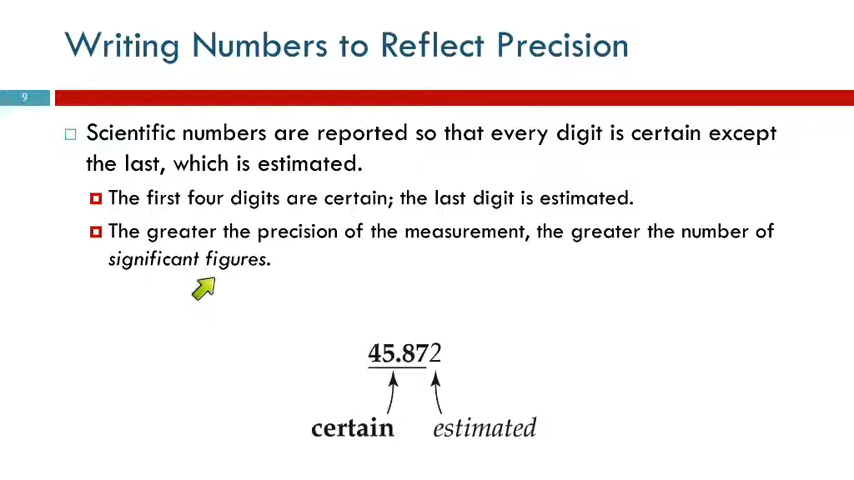 Writing Numbers to Reflect Precision
9
Scientific numbers are reported so that every digit is certain except
the last, which is estimated.
The first four digits are certain; the last digit is estimated.
The greater the precision of the measurement, the greater the number of
significant figures.
45.872
certain estimated